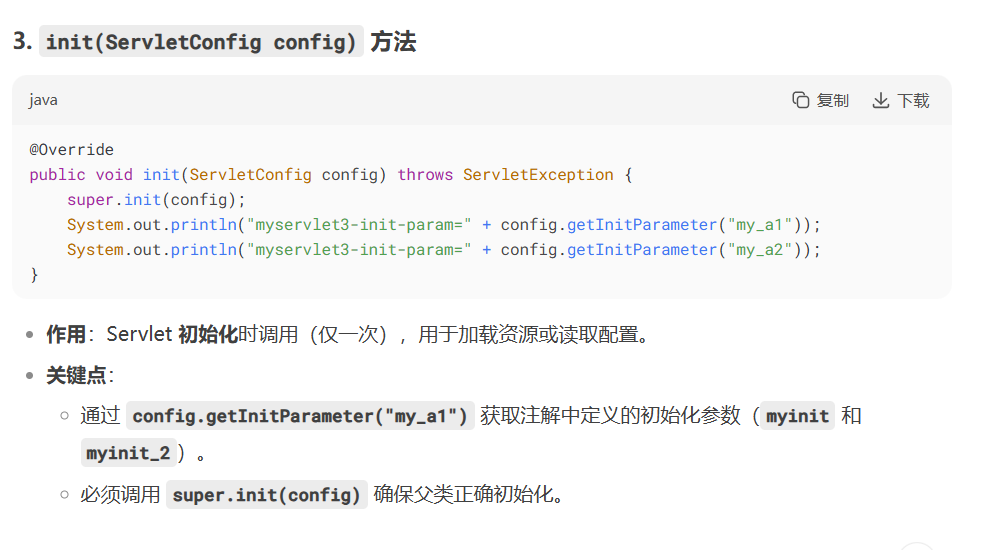 3. init(ServletConfig config) 方法
java
复制 下载
@Override
public void init(ServletConfig config) throws ServletException {
    super.init(config);
    System.out.println("myservlet3-init-param=" + config.getInitParameter("my_a1"));
    System.out.println("myservlet3-init-param=" + config.getInitParameter("my_a2"));
}
• 作用：Servlet 初始化时调用（仅一次），用于加载资源或读取配置。
• 关键点：
○ 通过 config.getInitParameter("my_a1") 获取注解中定义的初始化参数（myinit 和
myinit_2）。
○ 必须调用 super.init(config) 确保父类正确初始化。